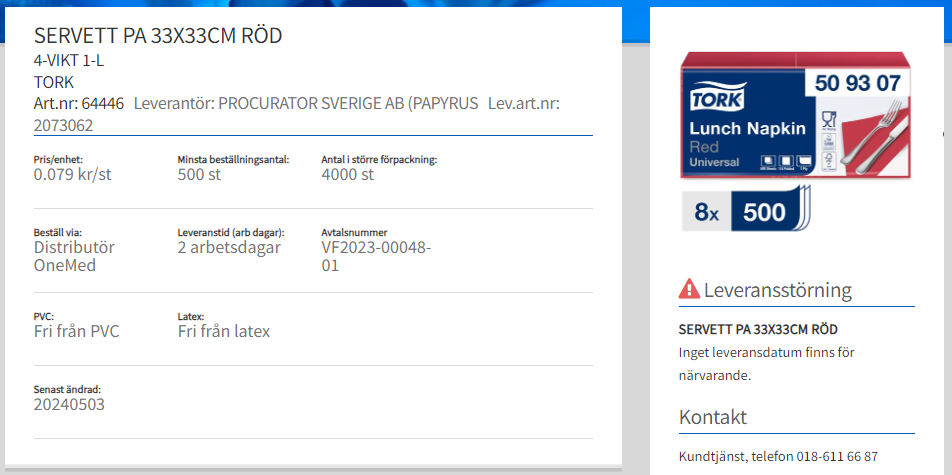 SERVETT PA 33X33CM RÖD
4-VIKT 1-L
TORK
Art.nr: 64446 Leverantör: PROCURATOR SVERIGE AB (PAPYRUS Lev.art.nr:
2073062
Pris/enhet:
0.079 kr/st
Minsta beställningsantal:
500 st
Antal i större förpackning:
4000 st
Beställ via:
Distributör
OneMed
Leveranstid (arb dagar):
2 arbetsdagar
Avtalsnummer
VF2023-00048-
01
PVC:
Fri från PVC
Latex:
Fri från latex
Senast ändrad:
20240503
50 93 07
TORK
Lunch Napkin
Red
Universal
8x 500
Leveransstörning
SERVETT PA 33X33CM RÖD
Inget leveransdatum finns för
närvarande.
Kontakt
Kundtjänst, telefon 018-611 66 87